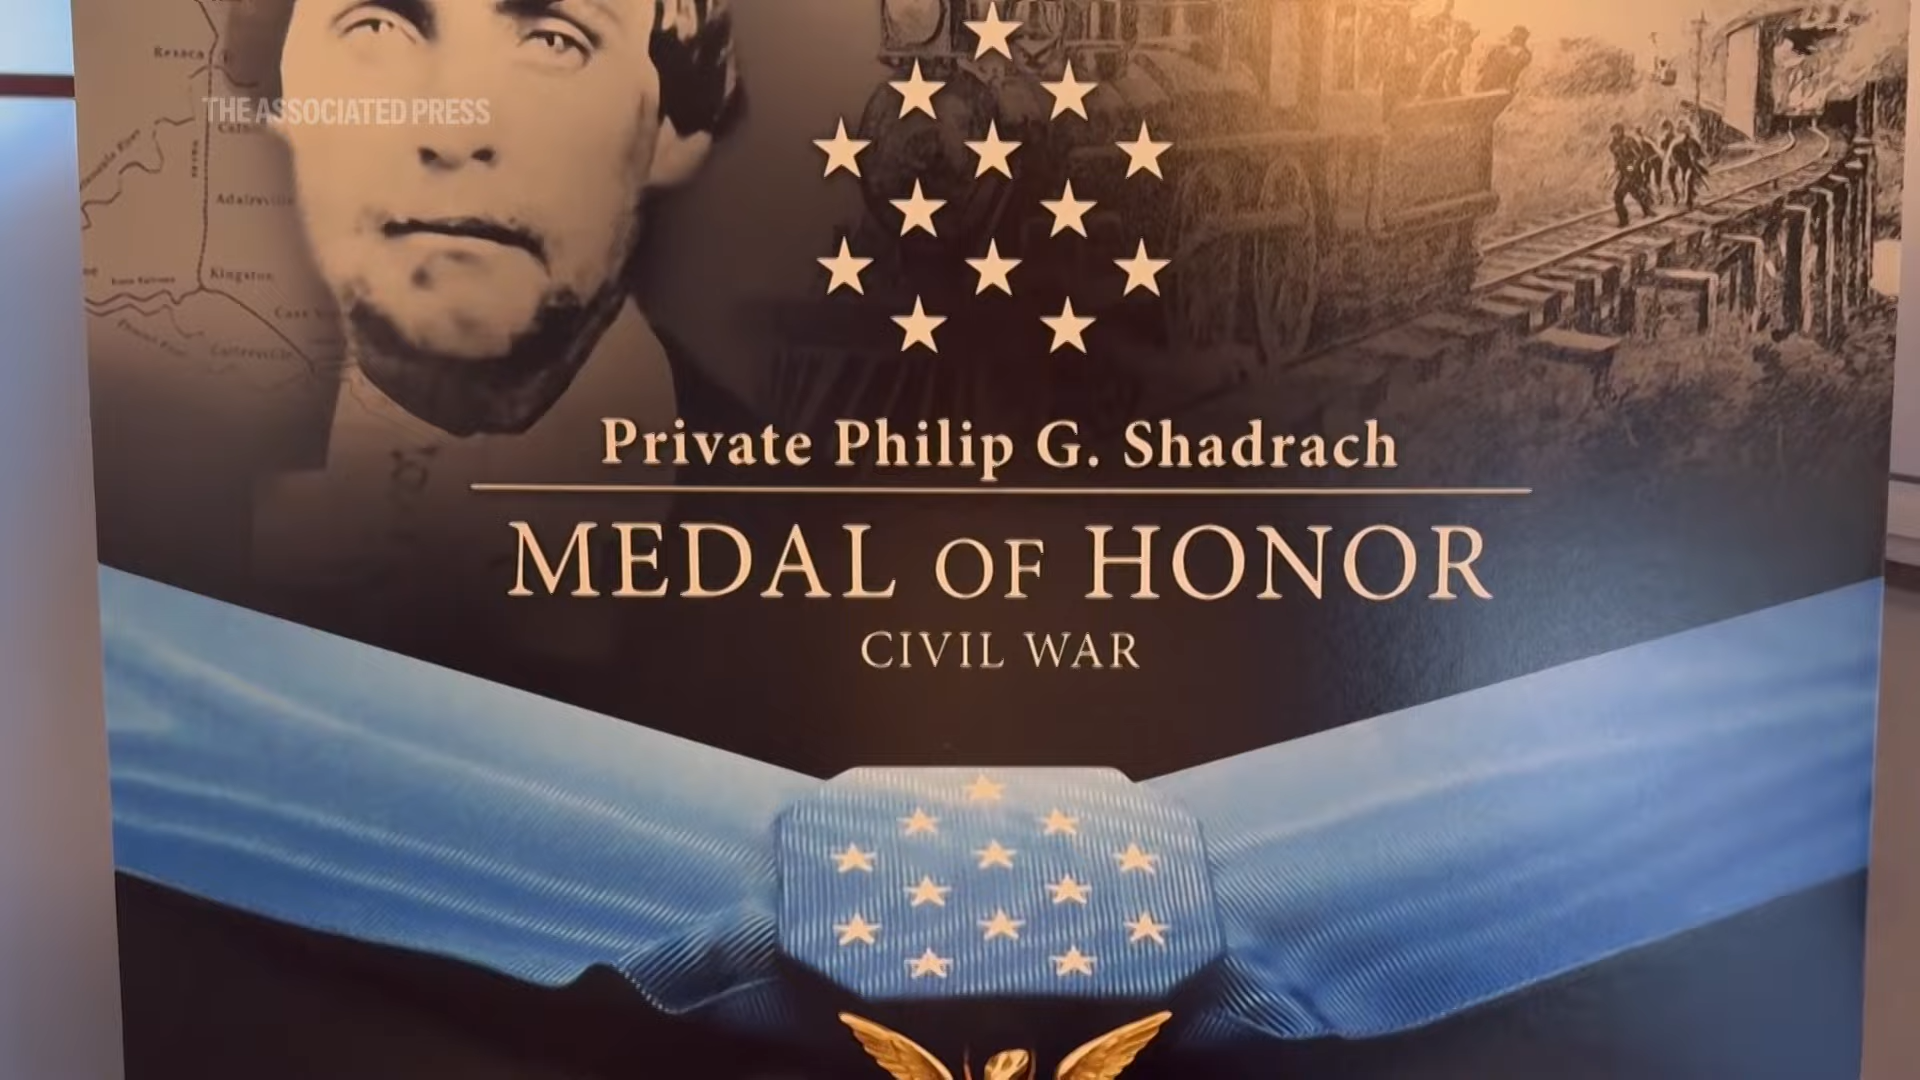 Resaca
THE ASSOCIATED PRESS
Adairsville
Kingston
Private Philip G. Shadrach
MEDAL OF HONOR
CIVIL WAR